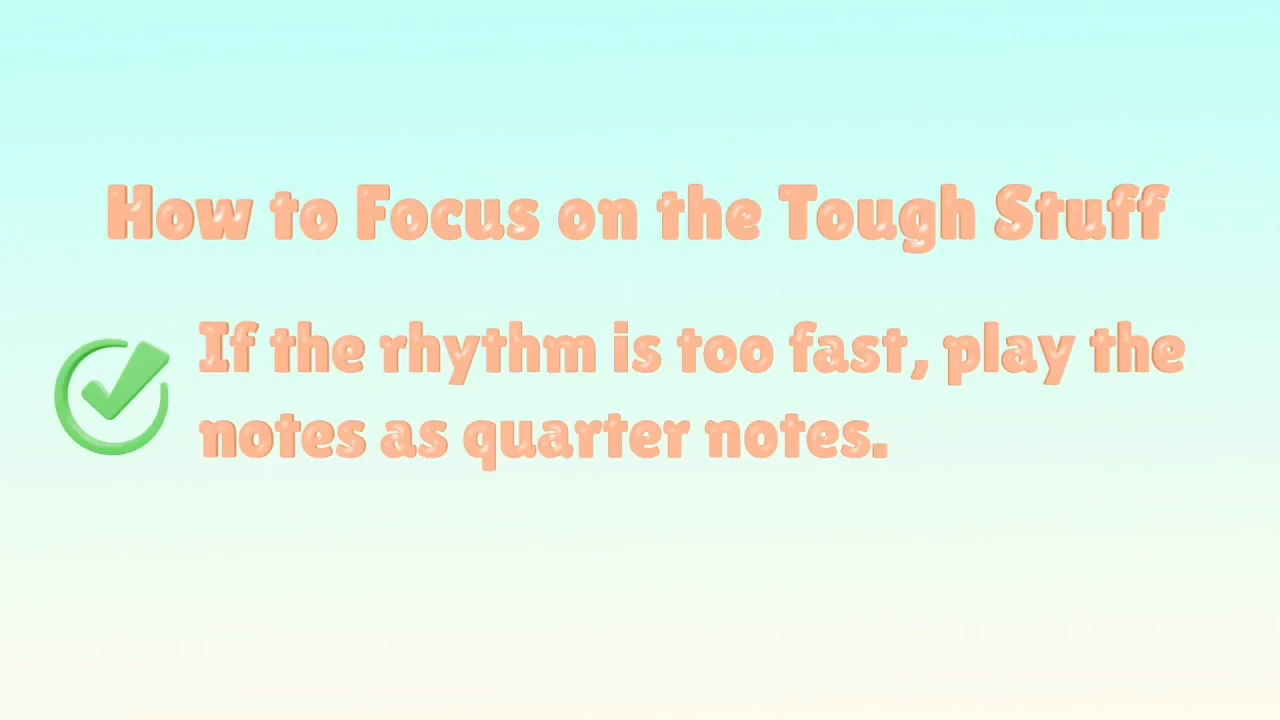 How to Focus on the Tough Stuff
If the rhythm is too fast, play the
notes as quarter notes.